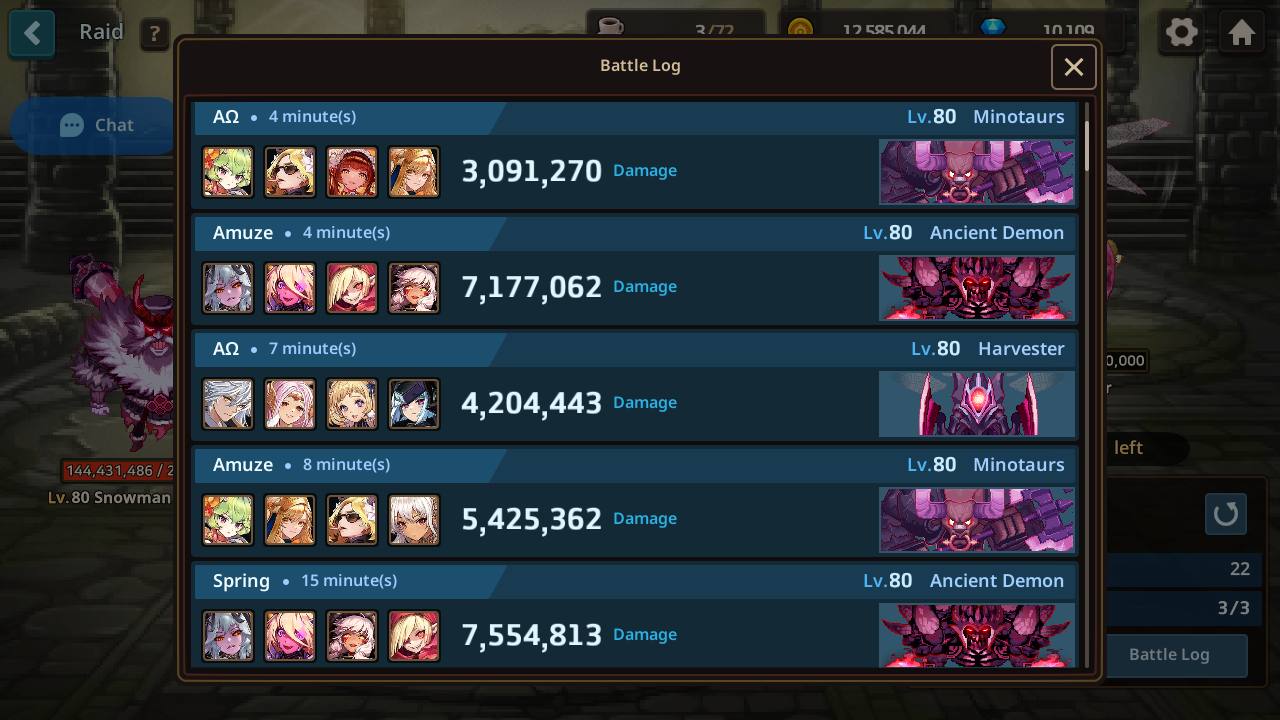 Raid ?
3/72
12,585,044
10,109
Battle Log
Chat
ΑΩ • 4 minute(s) Lv.80 Minotaurs
3,091,270 Damage
Amuze • 4 minute(s) Lv.80 Ancient Demon
7,177,062 Damage
ΑΩ • 7 minute(s) Lv.80 Harvester
4,204,443 Damage
0,000
r
left
Amuze • 8 minute(s) Lv.80 Minotaurs
144,431,486 / 2
Lv.80 Snowman
5,425,362 Damage
22
Spring • 15 minute(s) Lv.80 Ancient Demon
3/3
7,554,813 Damage
Battle Log